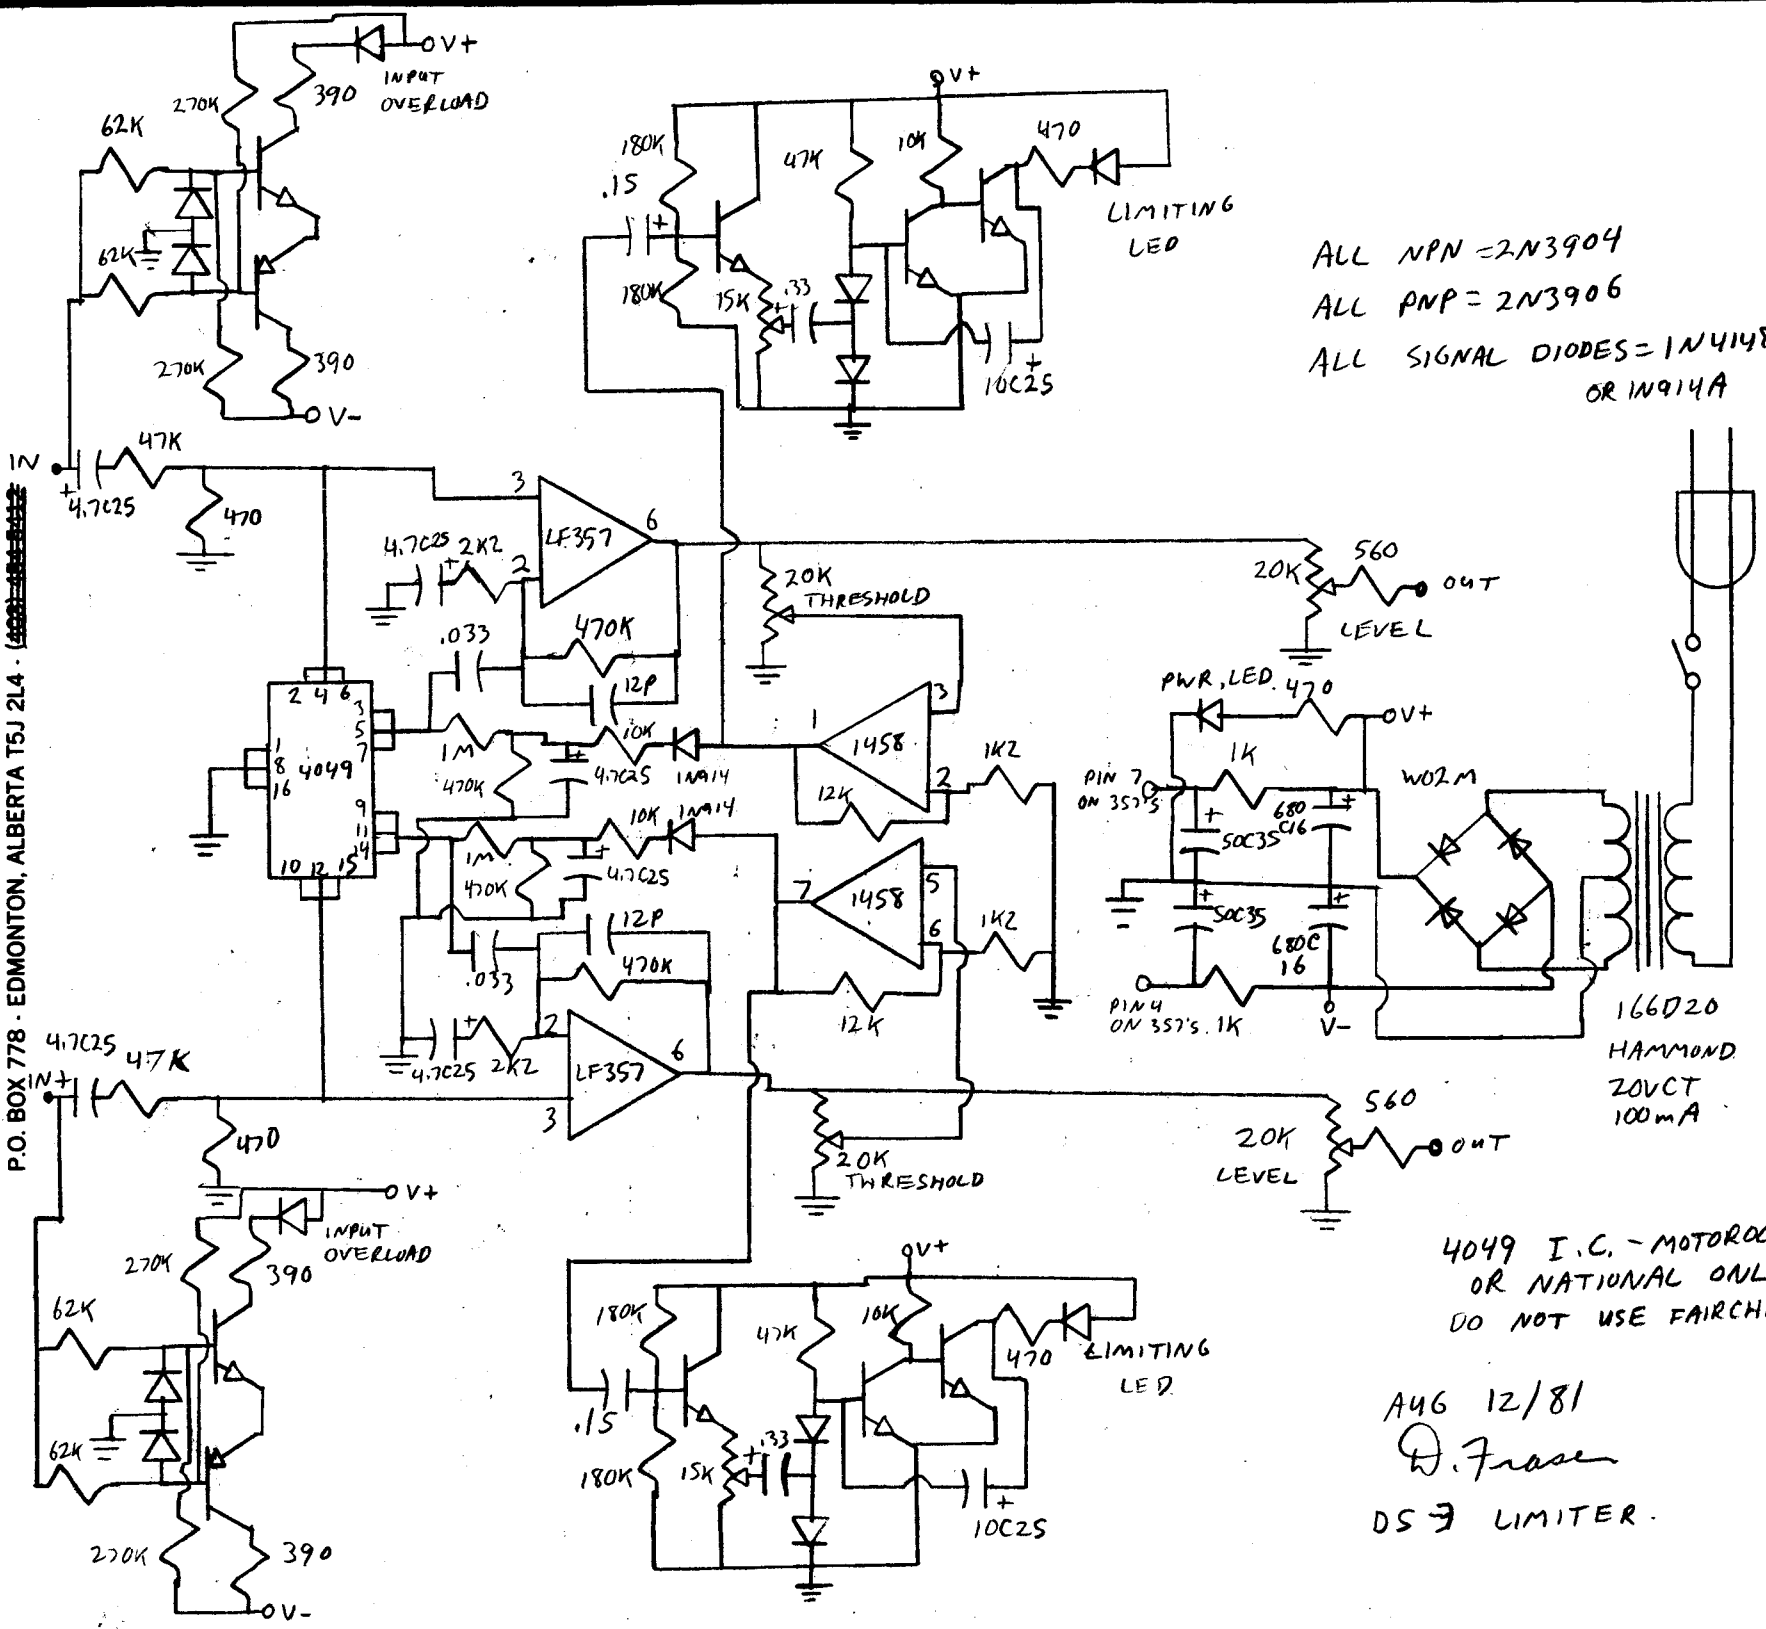 V+
INPUT
OVERLOAD
270K
390
62K
62K
270K
390
V-
V+
180K
.15
+
180K
15K
.33
+
47K
10K
470
LIMITING
LED
10C25
+
ALL NPN = 2N3904
ALL PNP = 2N3906
ALL SIGNAL DIODES = 1N4148
OR 1N914A
IN
+
4.7C25
47K
470
3
LF357
6
2
4.7C25
+
2K2
.033
470K
12P
20K
THRESHOLD
20K
560
OUT
LEVEL
2 4 6
3
5
7
1
8
16
4049
9
11
14
10 12 15
1M
470K
+
4.7C25
10K
1N914
1
1458
3
2
12K
1K2
1M
470K
+
4.7C25
10K
1N914
7
1458
5
6
12K
1K2
12P
470K
.033
4.7C25
+
2K2
2
LF357
6
3
PWR. LED.
470
V+
PIN 7
ON 357'S
1K
+
50C35
+
680
C16
W02M
+
50C35
+
680C
16
PIN 4
ON 357'S.
1K
V-
166D20
HAMMOND
20VCT
100mA
4.7C25
IN+
47K
470
20K
THRESHOLD
20K
LEVEL
560
OUT
V+
INPUT
OVERLOAD
270K
390
62K
62K
270K
390
V-
V+
180K
.15
180K
15K
+
.33
47K
10K
470
LIMITING
LED
+
10C25
4049 I.C. - MOTOROL
OR NATIONAL ONL
DO NOT USE FAIRCHI
AUG 12/81
D. Fraser
DS 3 LIMITER.
P.O. BOX 778 · EDMONTON, ALBERTA T5J 2L4 ·